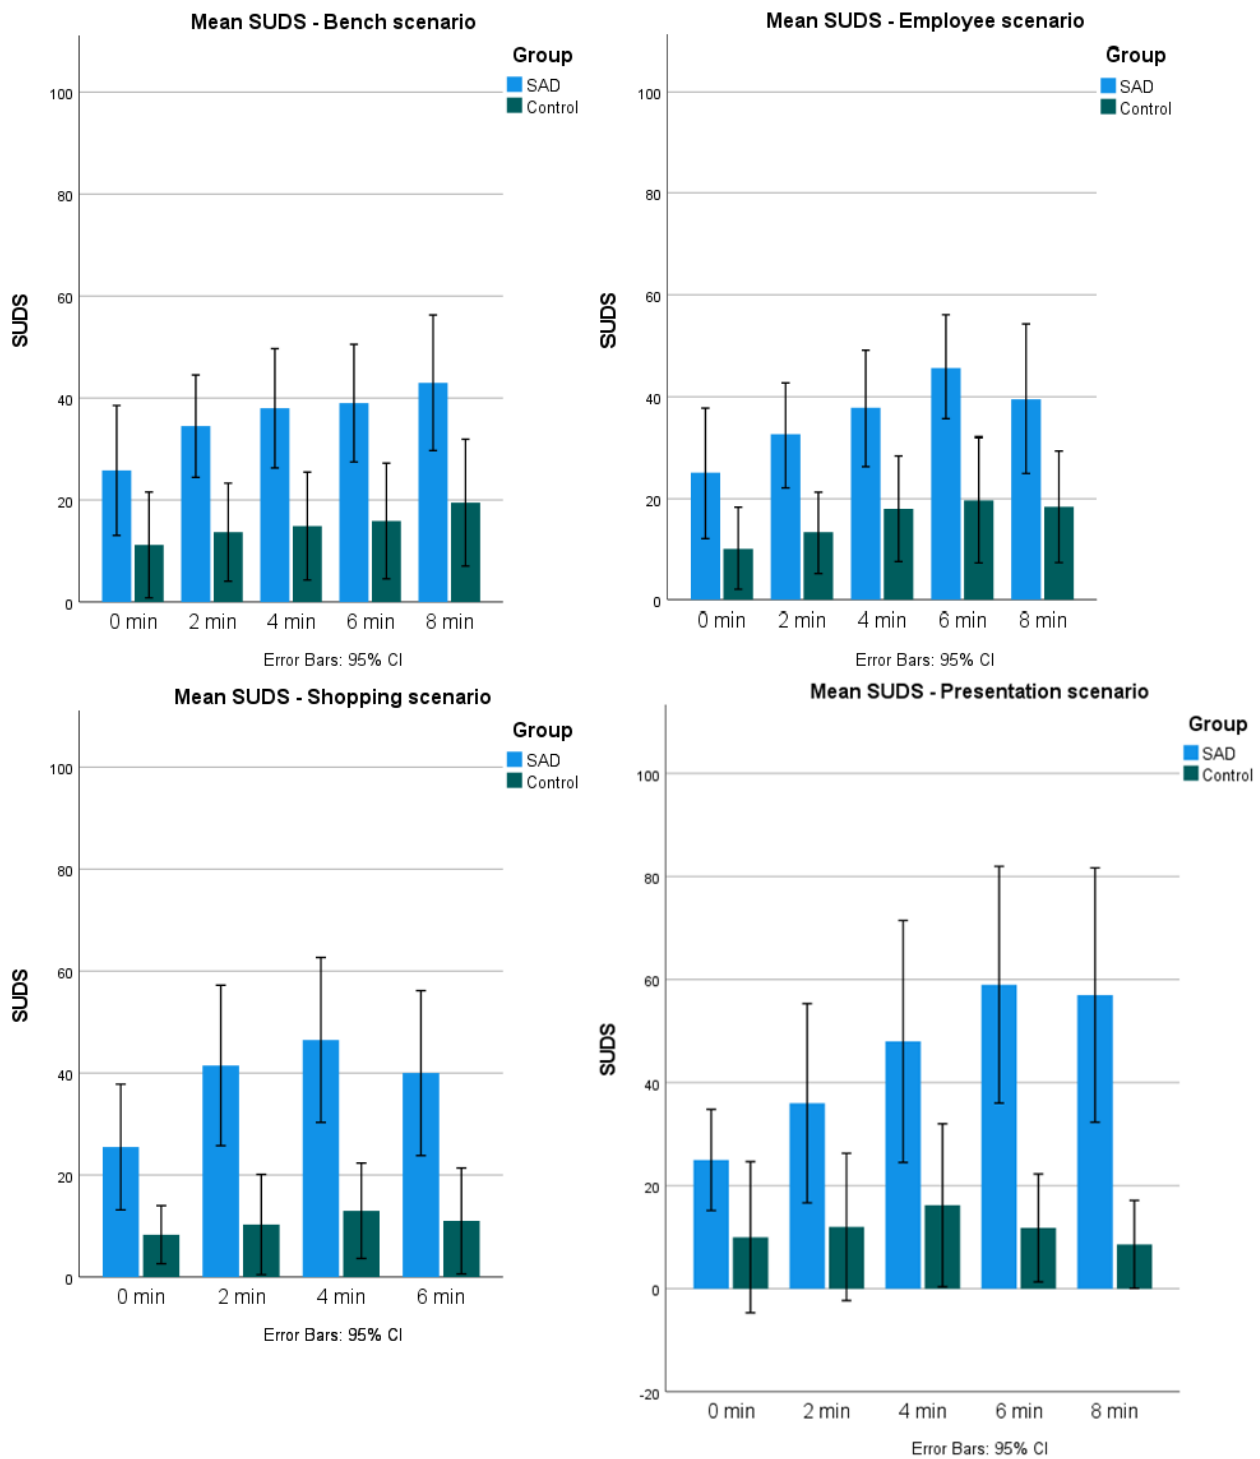 Mean SUDS - Bench scenario
Group
SAD
Control
100
80
60
40
20
0
SUDS
0 min 2 min 4 min 6 min 8 min
Error Bars: 95% CI
Mean SUDS - Employee scenario
Group
SAD
Control
100
80
60
40
20
0
SUDS
0 min 2 min 4 min 6 min 8 min
Error Bars: 95% CI
Mean SUDS - Shopping scenario
Group
SAD
Control
100
80
60
40
20
0
SUDS
0 min 2 min 4 min 6 min
Error Bars: 95% CI
Mean SUDS - Presentation scenario
Group
SAD
Control
100
80
60
40
20
0
-20
SUDS
0 min 2 min 4 min 6 min 8 min
Error Bars: 95% CI